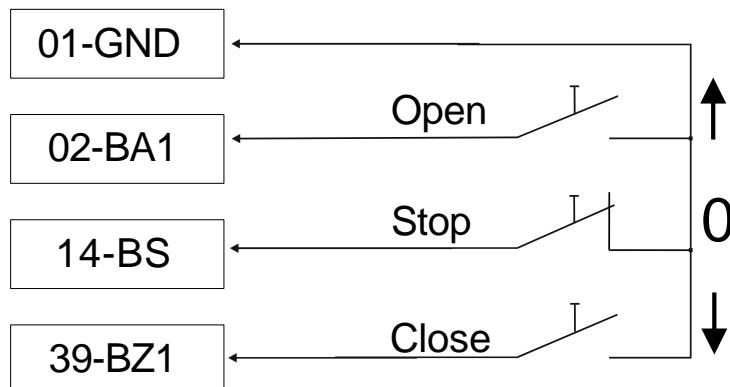 01-GND
Open
02-BA1
Stop
0
14-BS
Close
39-BZ1